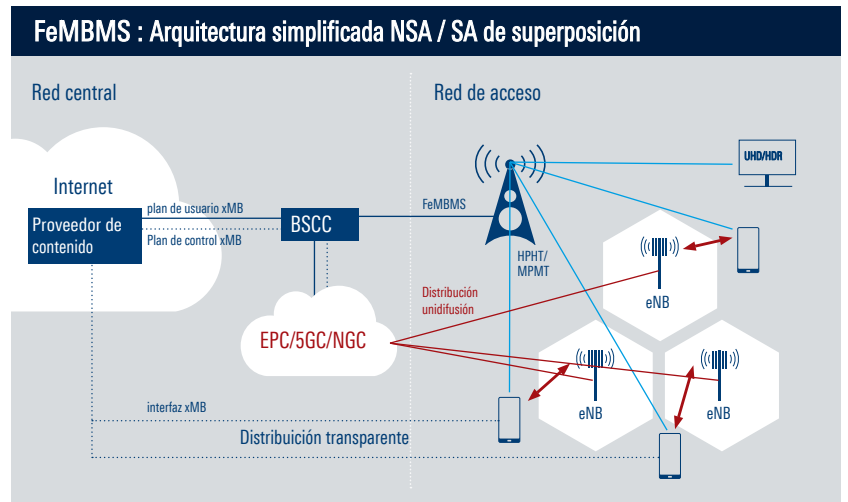 FeMBMS : Arquitectura simplificada NSA / SA de superposición
Red central
Red de acceso
Internet
Proveedor de
contenido
plan de usuario xMB
Plan de control xMB
BSCC
FeMBMS
HPHT/
MPMT
UHD/HDR
eNB
Distribución
unidifusión
EPC/5GC/NGC
eNB
eNB
interfaz xMB
Distribuición transparente